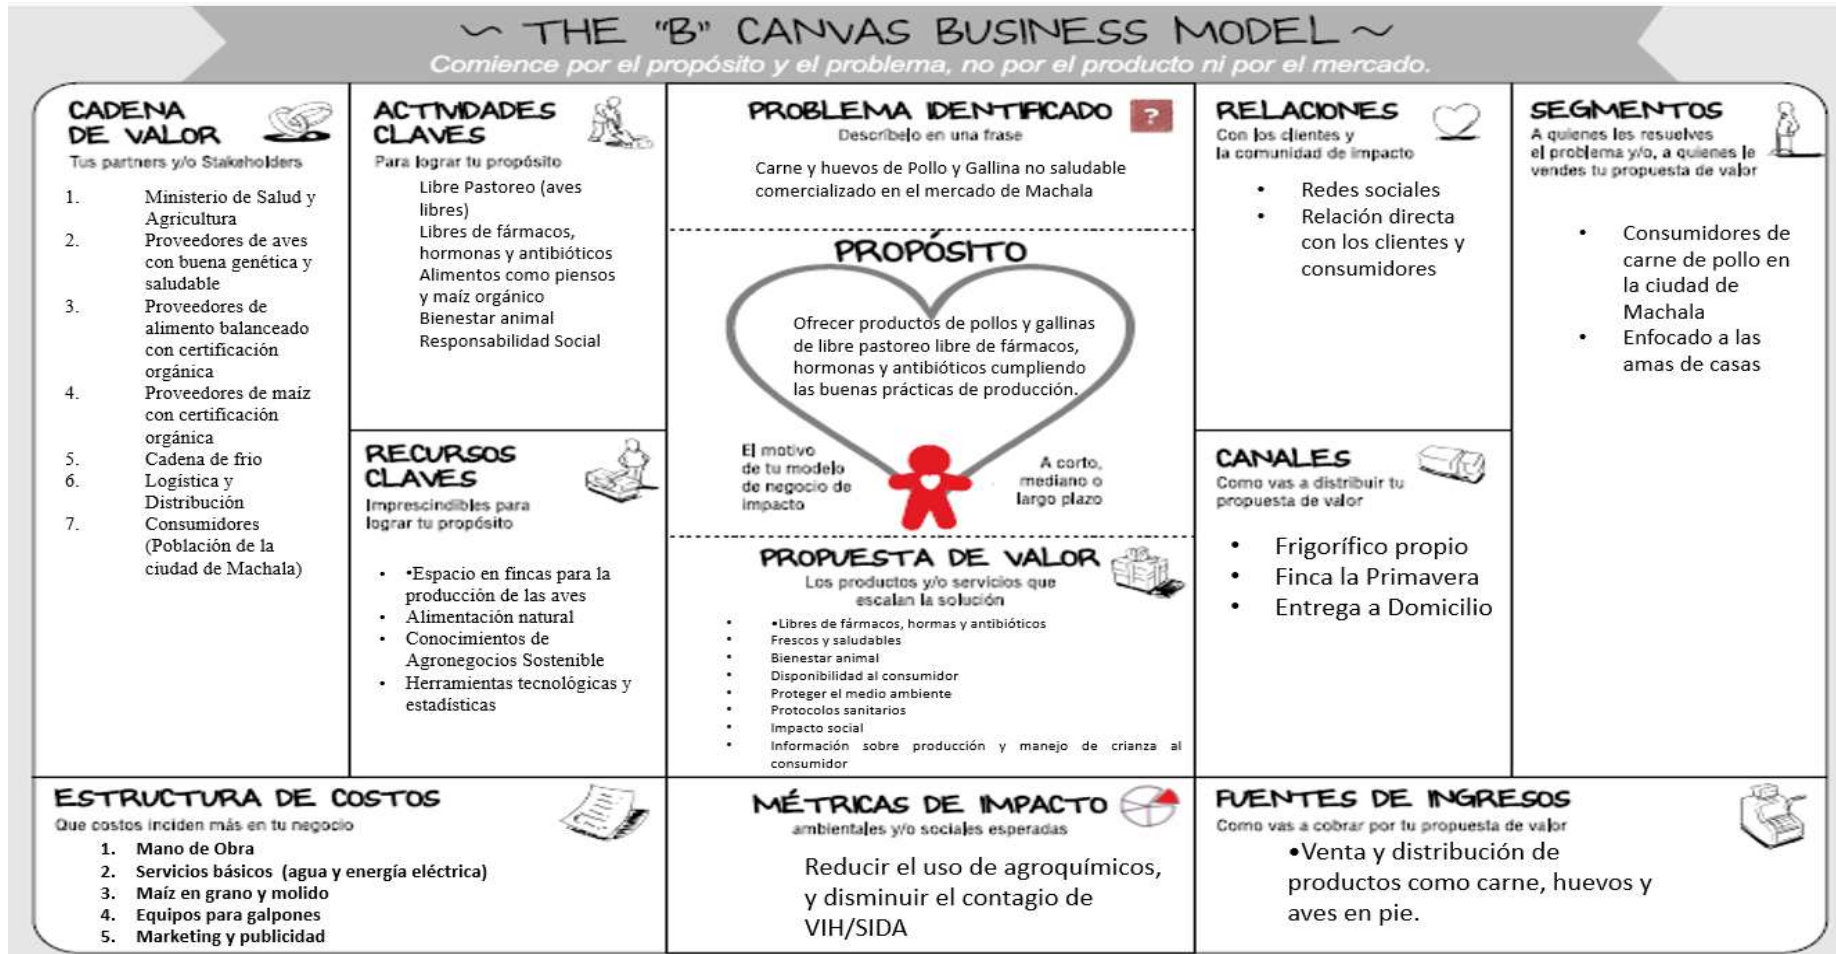 ~ THE "B" CANVAS BUSINESS MODEL ~
Comience por el propósito y el problema, no por el producto ni por el mercado.
CADENA
DE VALOR
Tus partners y/o Stakeholders
1. Ministerio de Salud y
Agricultura
2. Proveedores de aves
con buena genética y
saludable
3. Proveedores de
alimento balanceado
con certificación
orgánica
4. Proveedores de maíz
con certificación
orgánica
5. Cadena de frio
6. Logística y
Distribución
7. Consumidores
(Población de la
ciudad de Machala)
ACTIVIDADES
CLAVES
Para lograr tu propósito
Libre Pastoreo (aves
libres)
Libres de fármacos,
hormonas y antibióticos
Alimentos como piensos
y maíz orgánico
Bienestar animal
Responsabilidad Social
RECURSOS
CLAVES
Imprescindibles para
lograr tu propósito
• •Espacio en fincas para la
producción de las aves
• Alimentación natural
• Conocimientos de
Agronegocios Sostenible
• Herramientas tecnológicas y
estadísticas
PROBLEMA IDENTIFICADO
?
Descríbelo en una frase
Carne y huevos de Pollo y Gallina no saludable
comercializado en el mercado de Machala
PROPÓSITO
Ofrecer productos de pollos y gallinas
de libre pastoreo libre de fármacos,
hormonas y antibióticos cumpliendo
las buenas prácticas de producción.
El motivo
de tu modelo
de negocio de
impacto
A corto,
mediano o
largo plazo
PROPUESTA DE VALOR
Los productos y/o servicios que
escalan la solución
• •Libres de fármacos, hormas y antibióticos
• Frescos y saludables
• Bienestar animal
• Disponibilidad al consumidor
• Proteger el medio ambiente
• Protocolos sanitarios
• Impacto social
• Información sobre producción y manejo de crianza al
consumidor
RELACIONES
Con los clientes y
la comunidad de impacto
• Redes sociales
• Relación directa
con los clientes y
consumidores
CANALES
Como vas a distribuir tu
propuesta de valor
• Frigorífico propio
• Finca la Primavera
• Entrega a Domicilio
SEGMENTOS
A quienes les resuelves
el problema y/o, a quienes le
vendes tu propuesta de valor
• Consumidores de
carne de pollo en
la ciudad de
Machala
• Enfocado a las
amas de casas
ESTRUCTURA DE COSTOS
Que costos inciden más en tu negocio
1. Mano de Obra
2. Servicios básicos (agua y energía eléctrica)
3. Maíz en grano y molido
4. Equipos para galpones
5. Marketing y publicidad
MÉTRICAS DE IMPACTO
ambientales y/o sociales esperadas
Reducir el uso de agroquímicos,
y disminuir el contagio de
VIH/SIDA
FUENTES DE INGRESOS
Como vas a cobrar por tu propuesta de valor
•Venta y distribución de
productos como carne, huevos y
aves en pie.